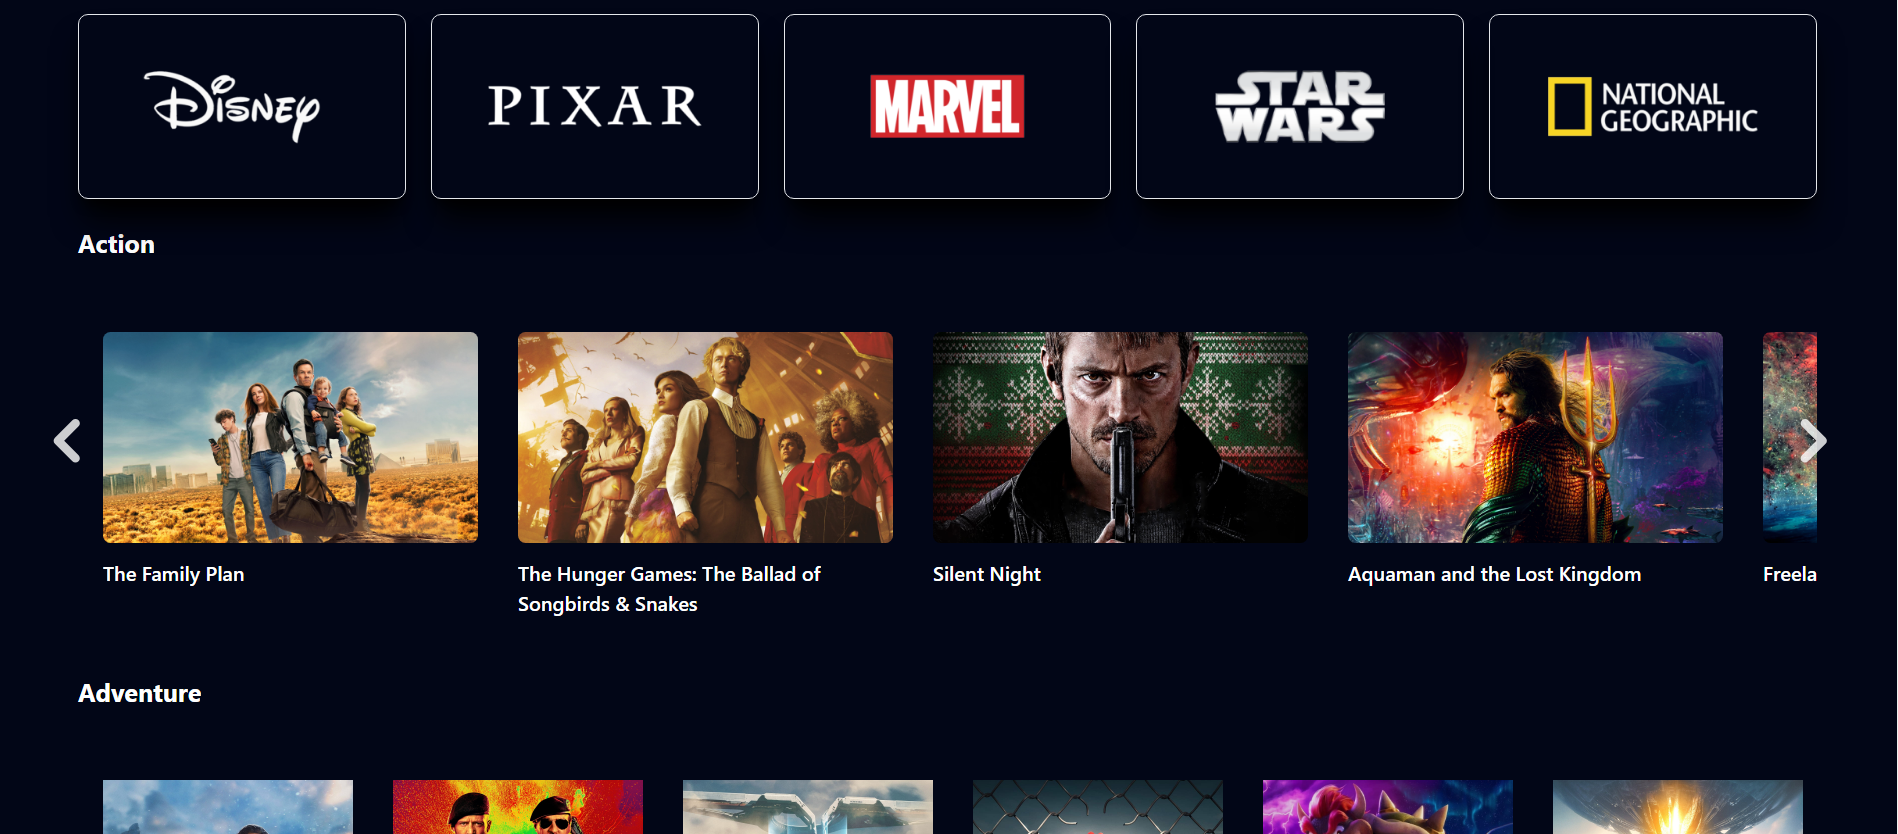 DISNEY
PIXAR
MARVEL
STAR
WARS
NATIONAL
GEOGRAPHIC
Action
The Family Plan
The Hunger Games: The Ballad of
Songbirds & Snakes
Silent Night
Aquaman and the Lost Kingdom
Freela
Adventure